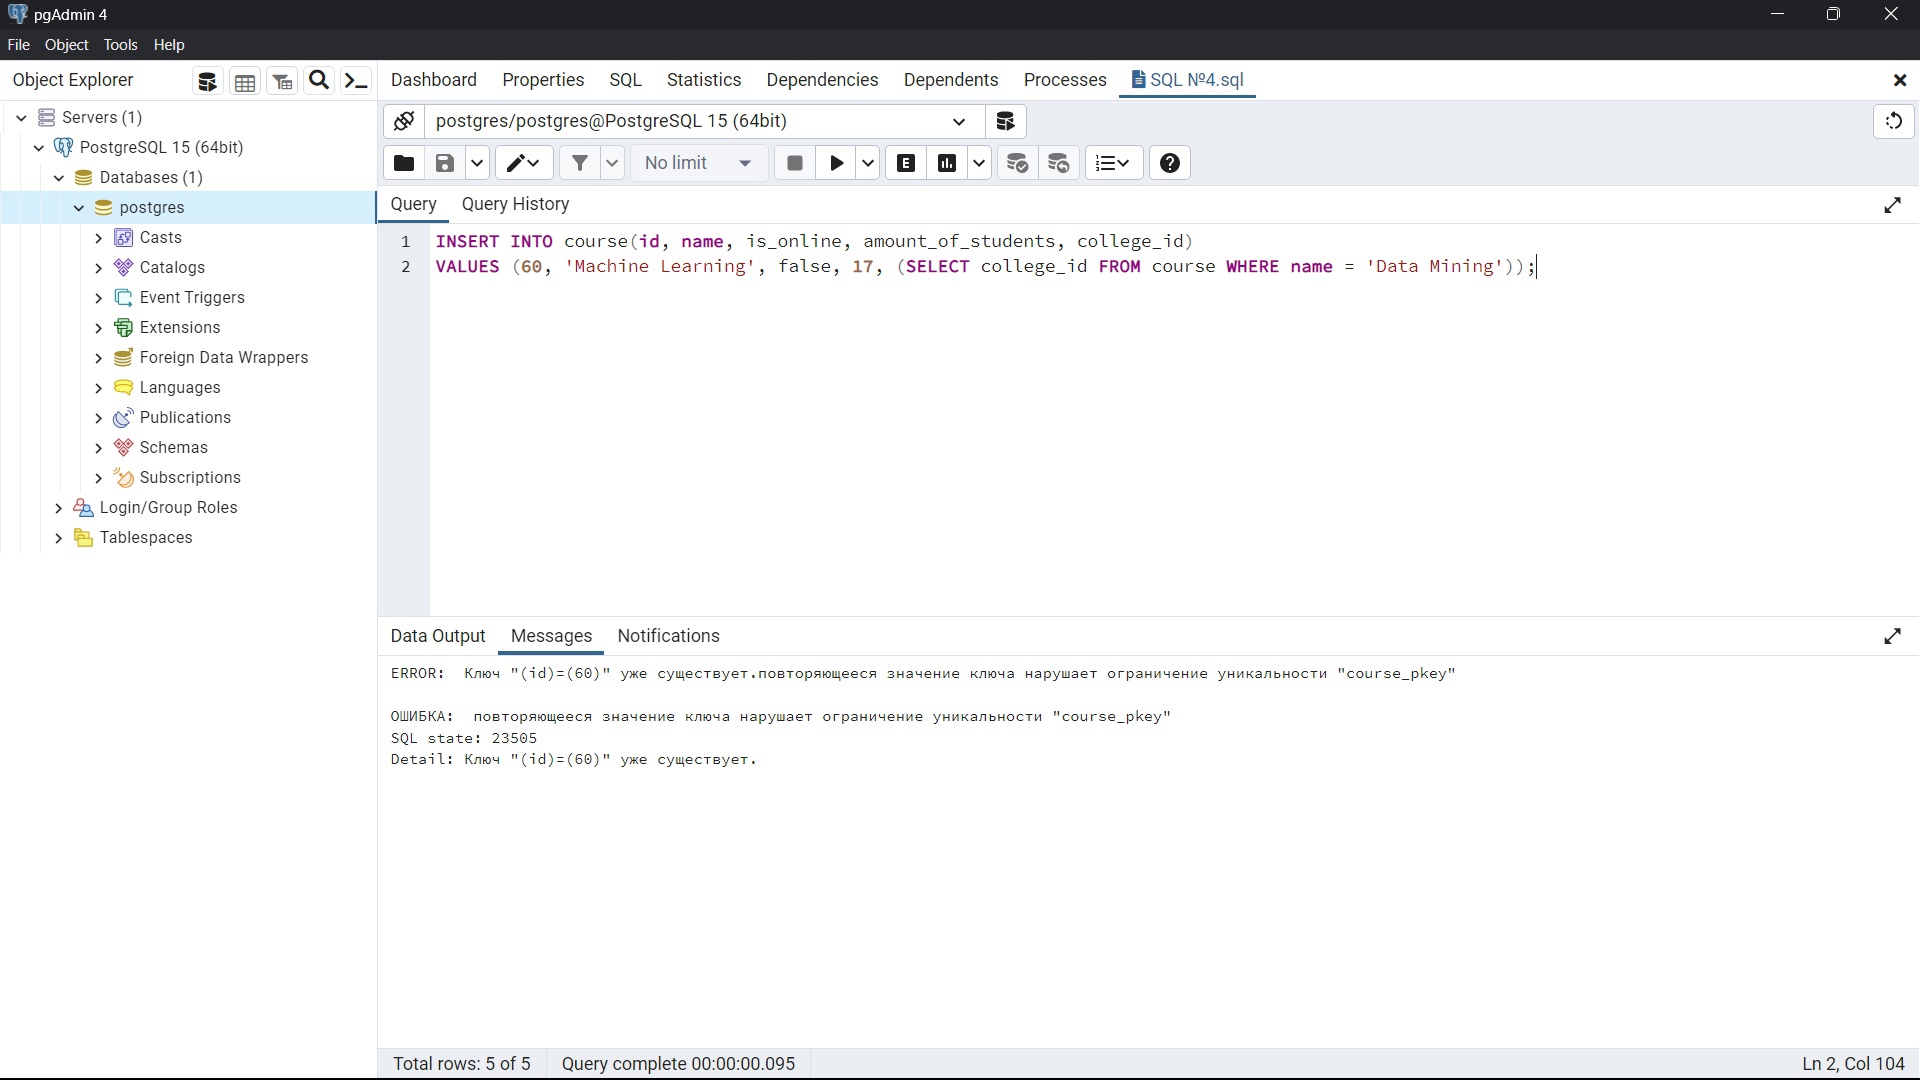 pgAdmin 4
File Object Tools Help
Object Explorer
Dashboard Properties SQL Statistics Dependencies Dependents Processes SQL №4.sql
Servers (1)
PostgreSQL 15 (64bit)
Databases (1)
postgres
Casts
Catalogs
Event Triggers
Extensions
Foreign Data Wrappers
Languages
Publications
Schemas
Subscriptions
Login/Group Roles
Tablespaces
postgres/postgres@PostgreSQL 15 (64bit)
No limit
E
Query Query History
1 INSERT INTO course(id, name, is_online, amount_of_students, college_id)
2 VALUES (60, 'Machine Learning', false, 17, (SELECT college_id FROM course WHERE name = 'Data Mining'));
Data Output Messages Notifications
ERROR:  Ключ "(id)=(60)" уже существует.повторяющееся значение ключа нарушает ограничение уникальности "course_pkey"
ОШИБКА:  повторяющееся значение ключа нарушает ограничение уникальности "course_pkey"
SQL state: 23505
Detail: Ключ "(id)=(60)" уже существует.
Total rows: 5 of 5 Query complete 00:00:00.095 Ln 2, Col 104